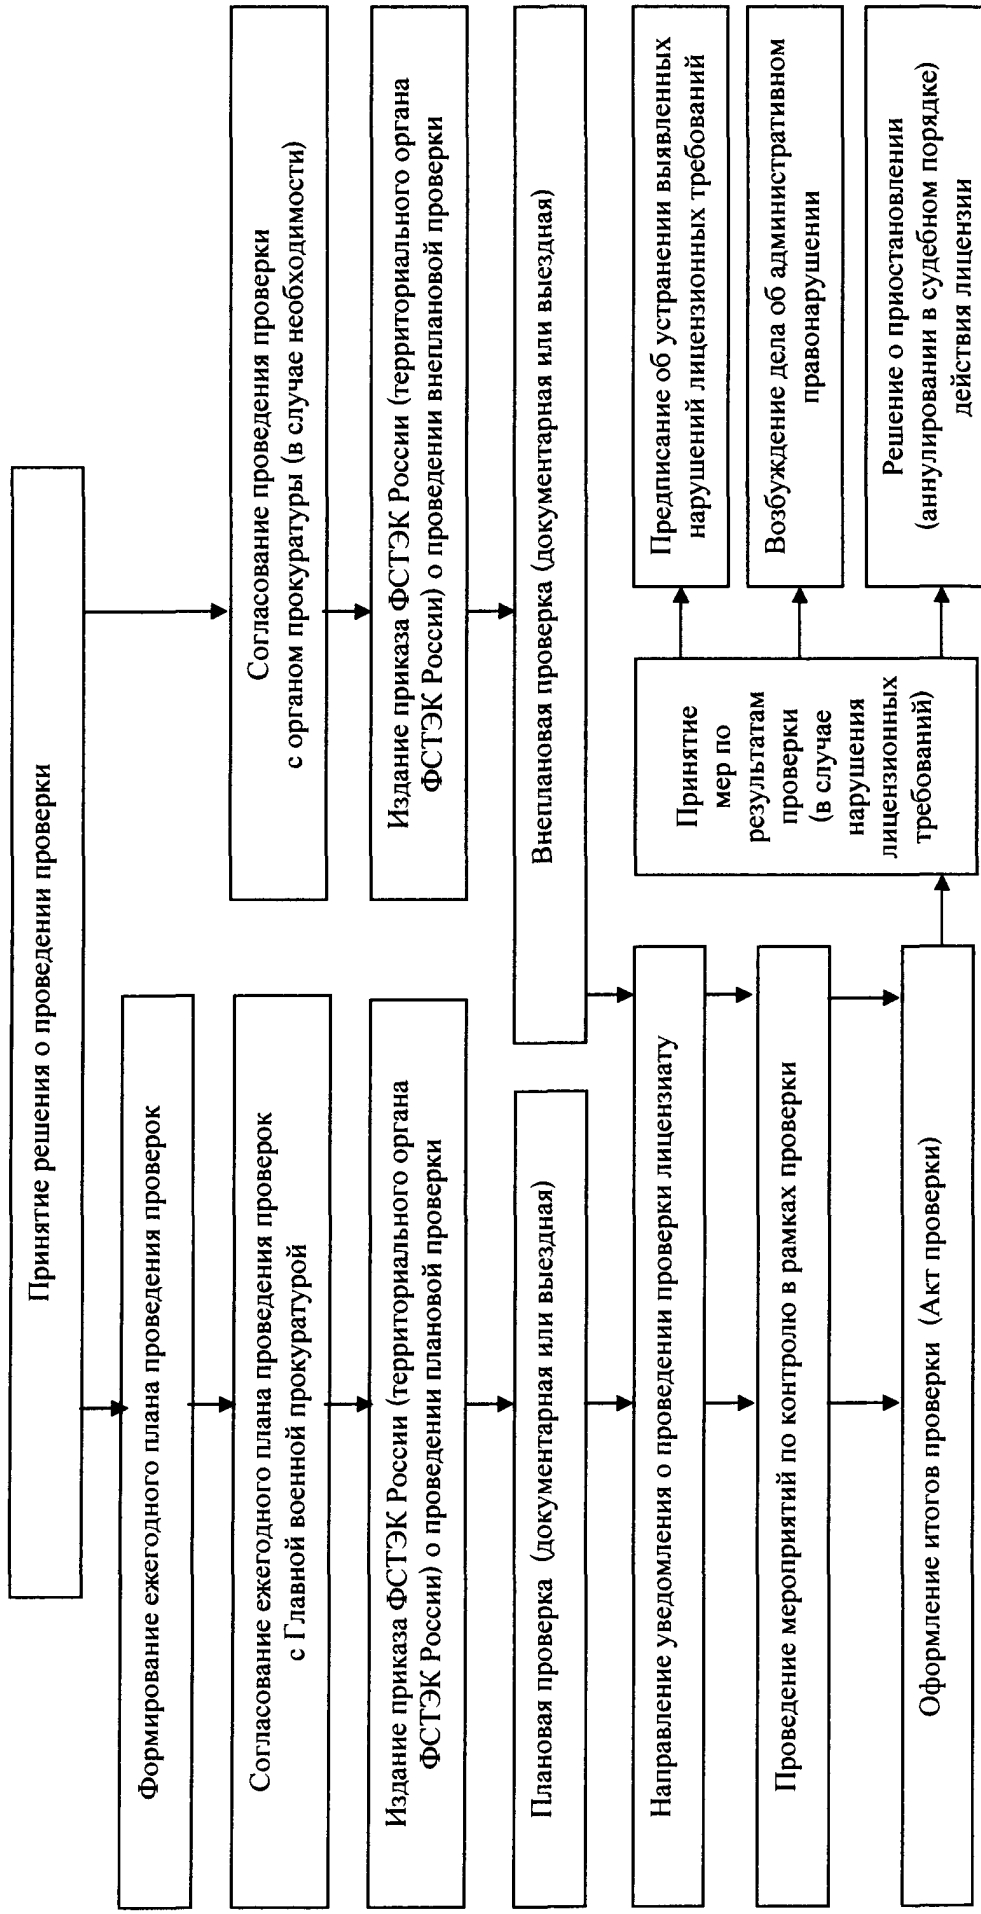 Принятие решения о проведении проверки
Формирование ежегодного плана проведения проверок
Согласование ежегодного плана проведения проверок
с Главной военной прокуратурой
Издание приказа ФСТЭК России (территориального органа
ФСТЭК России) о проведении плановой проверки
Плановая проверка (документарная или выездная)
Согласование проведения проверки
с органом прокуратуры (в случае необходимости)
Издание приказа ФСТЭК России (территориального органа
ФСТЭК России) о проведении внеплановой проверки
Внеплановая проверка (документарная или выездная)
Направление уведомления о проведении проверки лицензиату
Проведение мероприятий по контролю в рамках проверки
Оформление итогов проверки (Акт проверки)
Принятие
мер по
результатам
проверки
(в случае
нарушения
лицензионных
требований)
Предписание об устранении выявленных
нарушений лицензионных требований
Возбуждение дела об административном
правонарушении
Решение о приостановлении
(аннулировании в судебном порядке)
действия лицензии